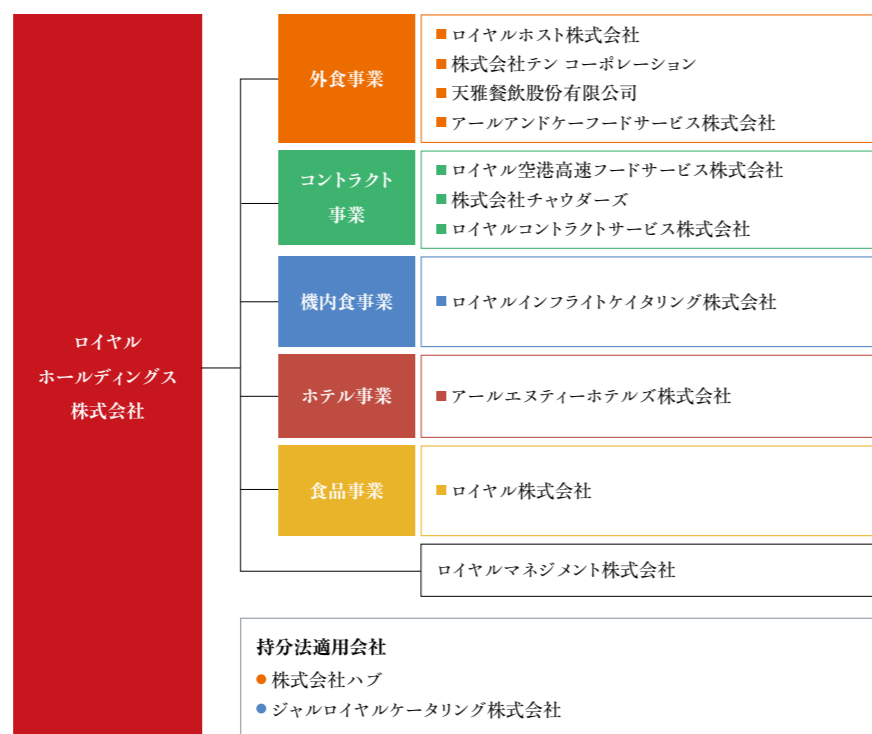 ロイヤル
ホールディングス
株式会社
外食事業
ロイヤルホスト株式会社
株式会社テン コーポレーション
天雅餐飲股份有限公司
アールアンドケーフードサービス株式会社
コントラクト
事業
ロイヤル空港高速フードサービス株式会社
株式会社チャウダーズ
ロイヤルコントラクトサービス株式会社
機内食事業
ロイヤルインフライトケイタリング株式会社
ホテル事業
アールエヌティーホテルズ株式会社
食品事業
ロイヤル株式会社
ロイヤルマネジメント株式会社
持分法適用会社
株式会社ハブ
ジャルロイヤルケータリング株式会社